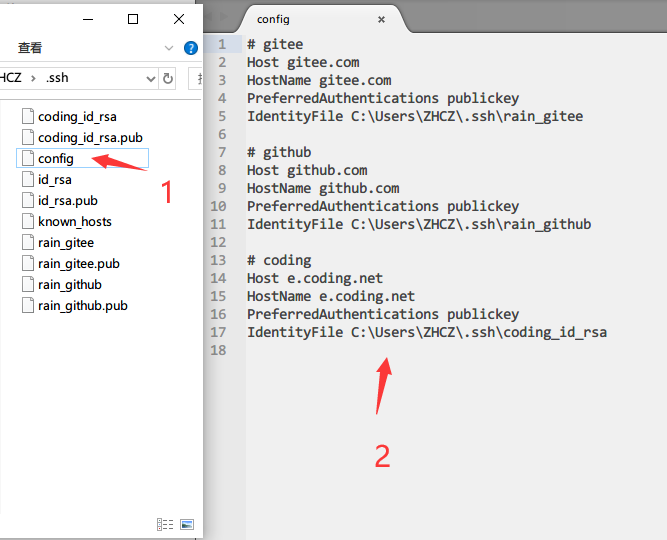 查看
?
HCZ > .ssh
coding_id_rsa
coding_id_rsa.pub
config
id_rsa
id_rsa.pub
known_hosts
rain_gitee
rain_gitee.pub
rain_github
rain_github.pub
1
config ×
1 # gitee
2 Host gitee.com
3 HostName gitee.com
4 PreferredAuthentications publickey
5 IdentityFile C:\Users\ZHCZ\.ssh\rain_gitee
6
7 # github
8 Host github.com
9 HostName github.com
10 PreferredAuthentications publickey
11 IdentityFile C:\Users\ZHCZ\.ssh\rain_github
12
13 # coding
14 Host e.coding.net
15 HostName e.coding.net
16 PreferredAuthentications publickey
17 IdentityFile C:\Users\ZHCZ\.ssh\coding_id_rsa
18
2